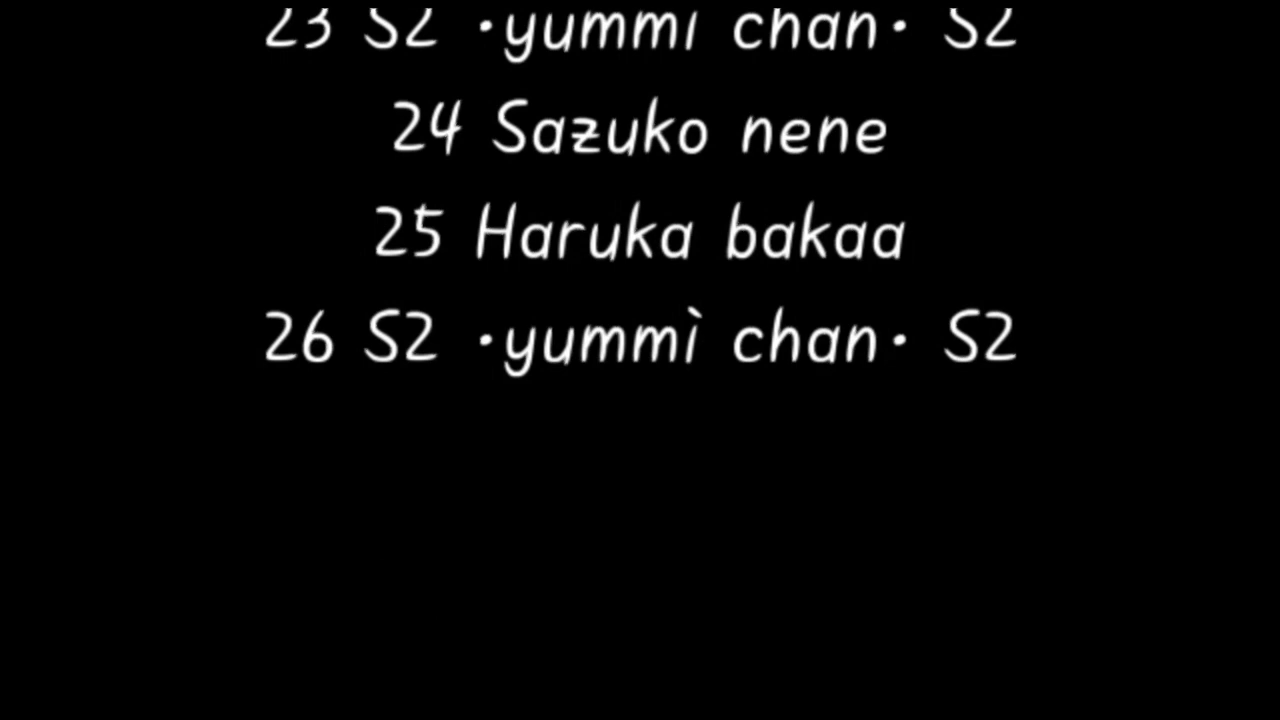 23 S2 •yummi chan• S2
24 Sazuko nene
25 Haruka bakaa
26 S2 •yummì chan• S2